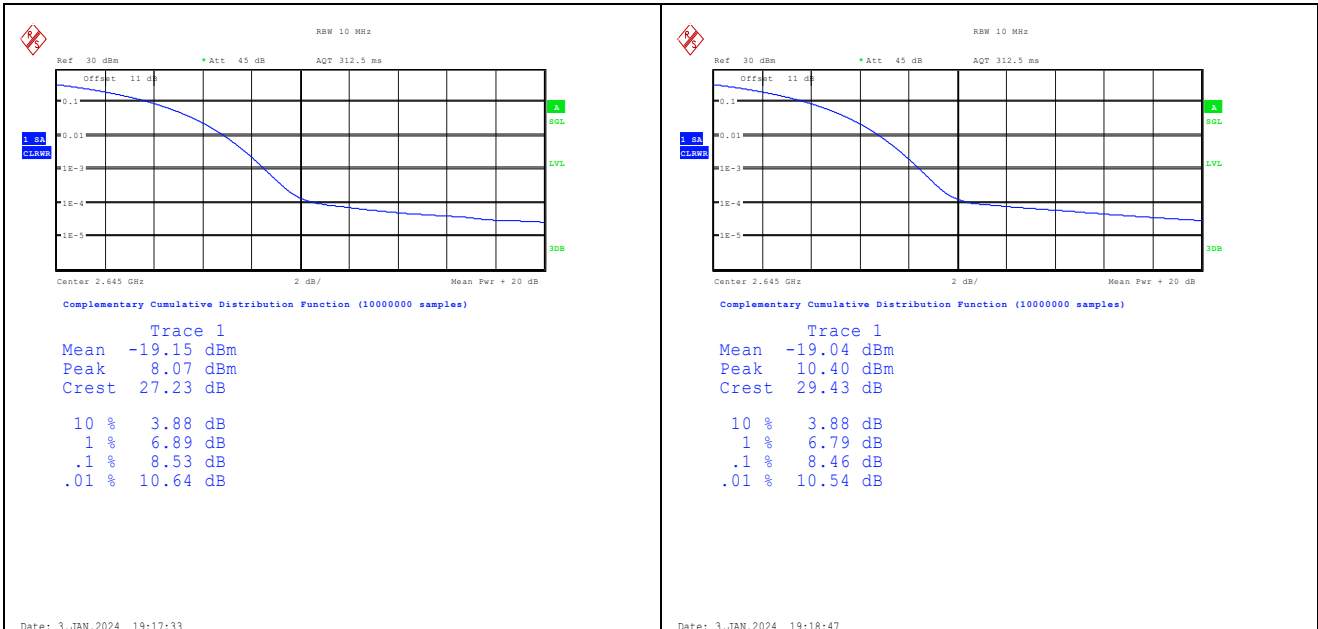 R/S
RBW 10 MHz
Ref 30 dBm * Att 45 dB AQT 312.5 ms
Offset 11 dB
0.1
A
SGL
0.01
1 SA
CLRWR
1E-3
LVL
1E-4
1E-5
3DB
Center 2.645 GHz 2 dB/ Mean Pwr + 20 dB
Complementary Cumulative Distribution Function (10000000 samples)
Trace 1
Mean -19.15 dBm
Peak 8.07 dBm
Crest 27.23 dB
10 % 3.88 dB
1 % 6.89 dB
.1 % 8.53 dB
.01 % 10.64 dB
Date: 3.JAN.2024 19:17:33
R/S
RBW 10 MHz
Ref 30 dBm * Att 45 dB AQT 312.5 ms
Offset 11 dB
0.1
A
SGL
0.01
1 SA
CLRWR
1E-3
LVL
1E-4
1E-5
3DB
Center 2.645 GHz 2 dB/ Mean Pwr + 20 dB
Complementary Cumulative Distribution Function (10000000 samples)
Trace 1
Mean -19.04 dBm
Peak 10.40 dBm
Crest 29.43 dB
10 % 3.88 dB
1 % 6.79 dB
.1 % 8.46 dB
.01 % 10.54 dB
Date: 3.JAN.2024 19:18:47